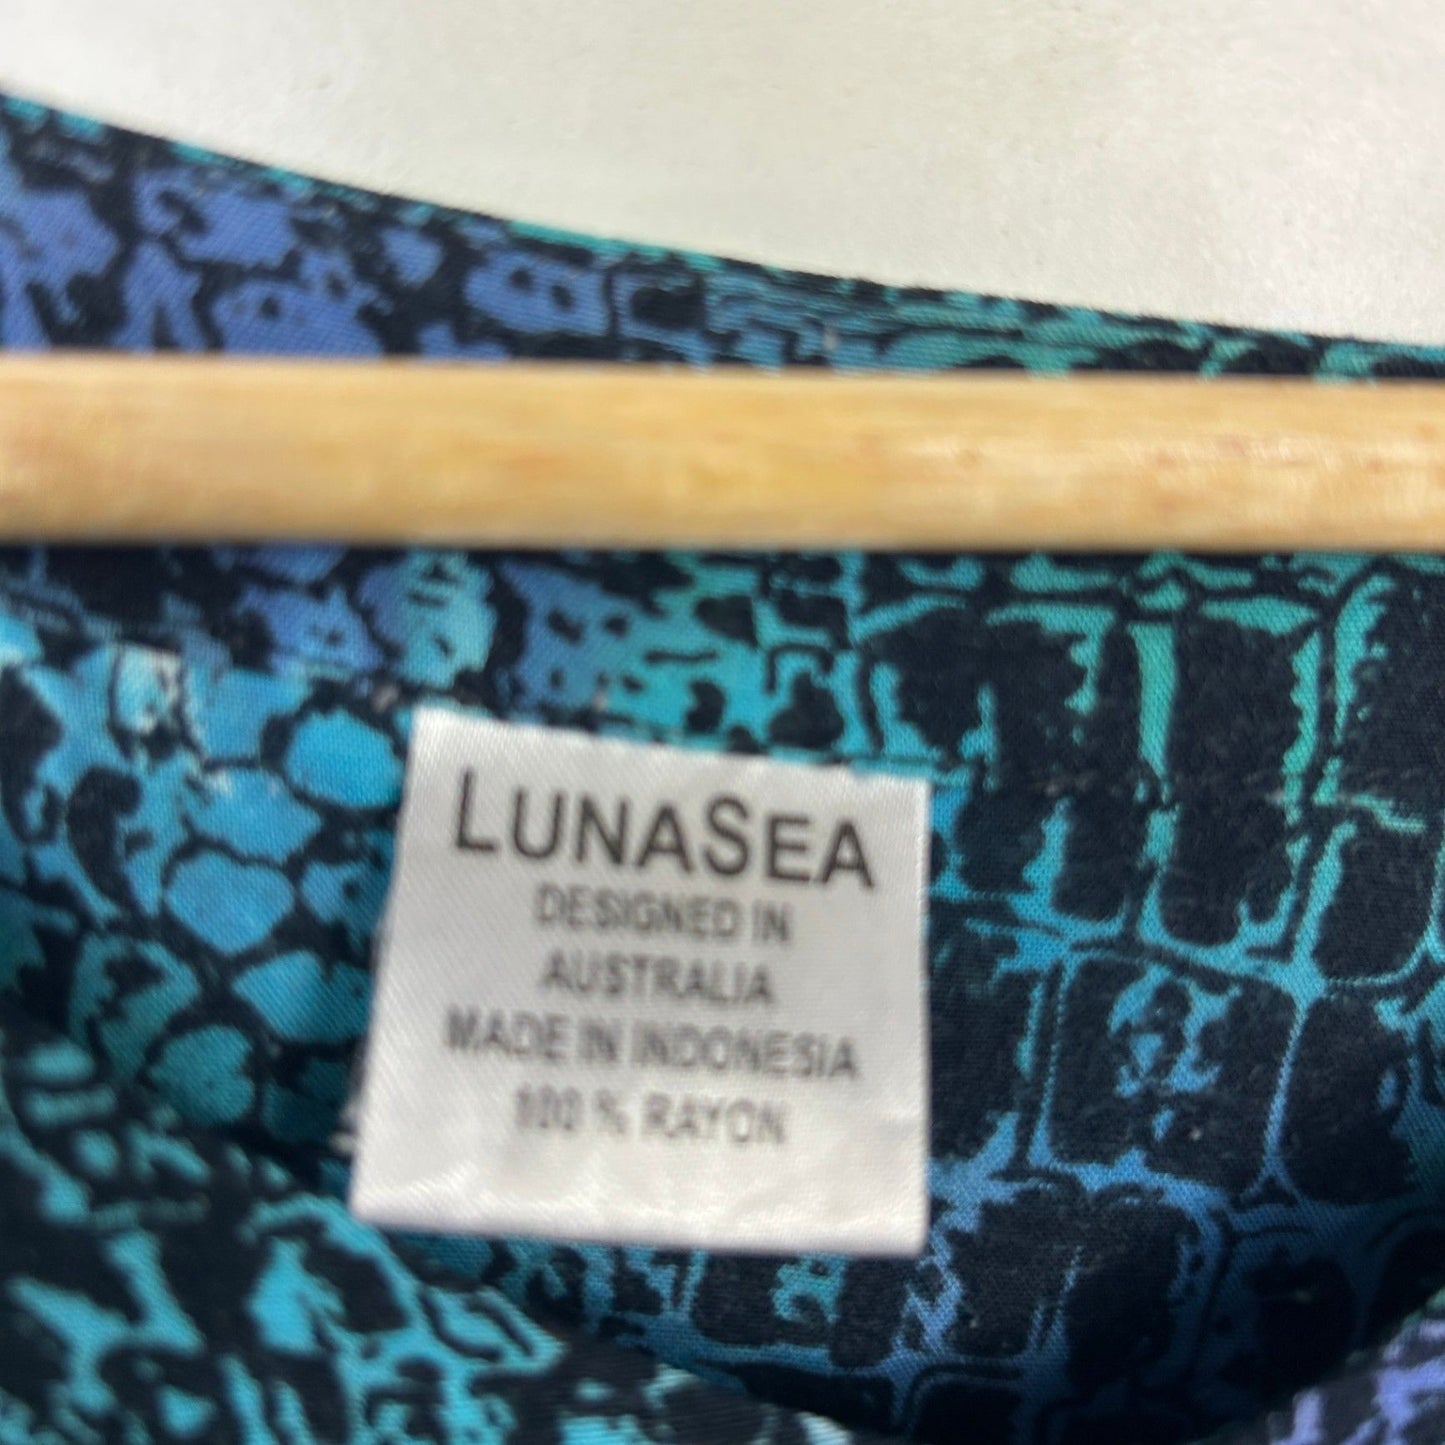 LUNASEA
DESIGNED IN
AUSTRALIA
MADE IN INDONESIA
100 % RAYON